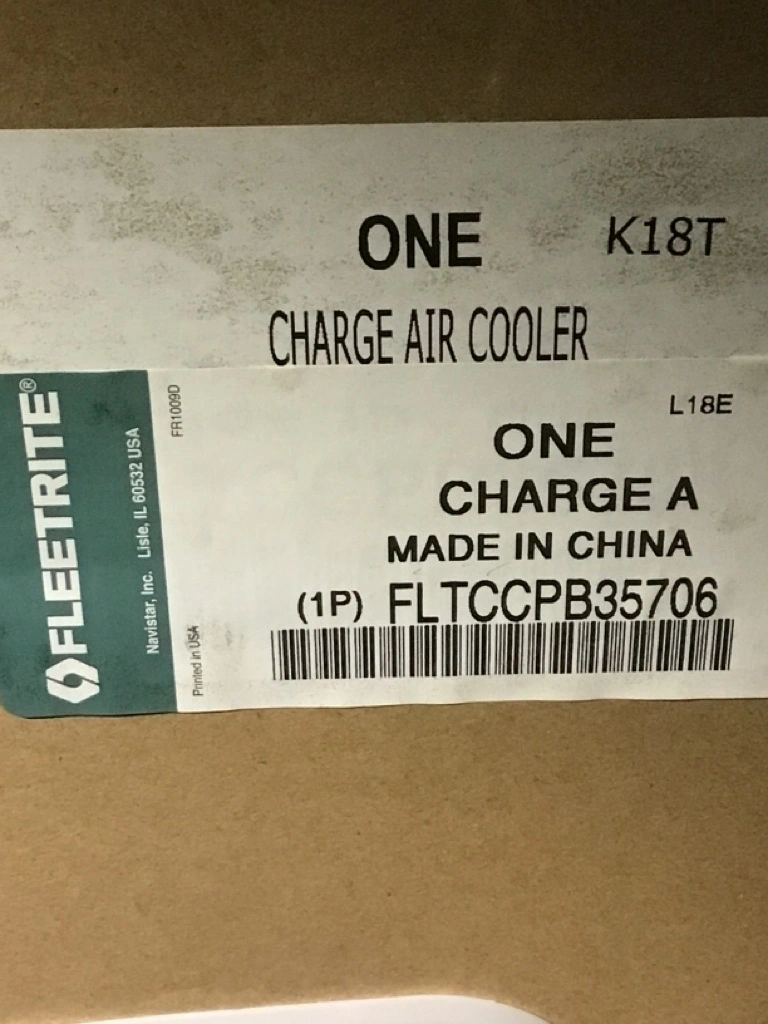 ONE K18T
CHARGE AIR COOLER
L18E
ONE
CHARGE A
MADE IN CHINA
(1P) FLTCCPB35706
FLEETRITE®
Navistar, Inc. Lisle, IL 60532 USA
FR1009D
Printed in USA